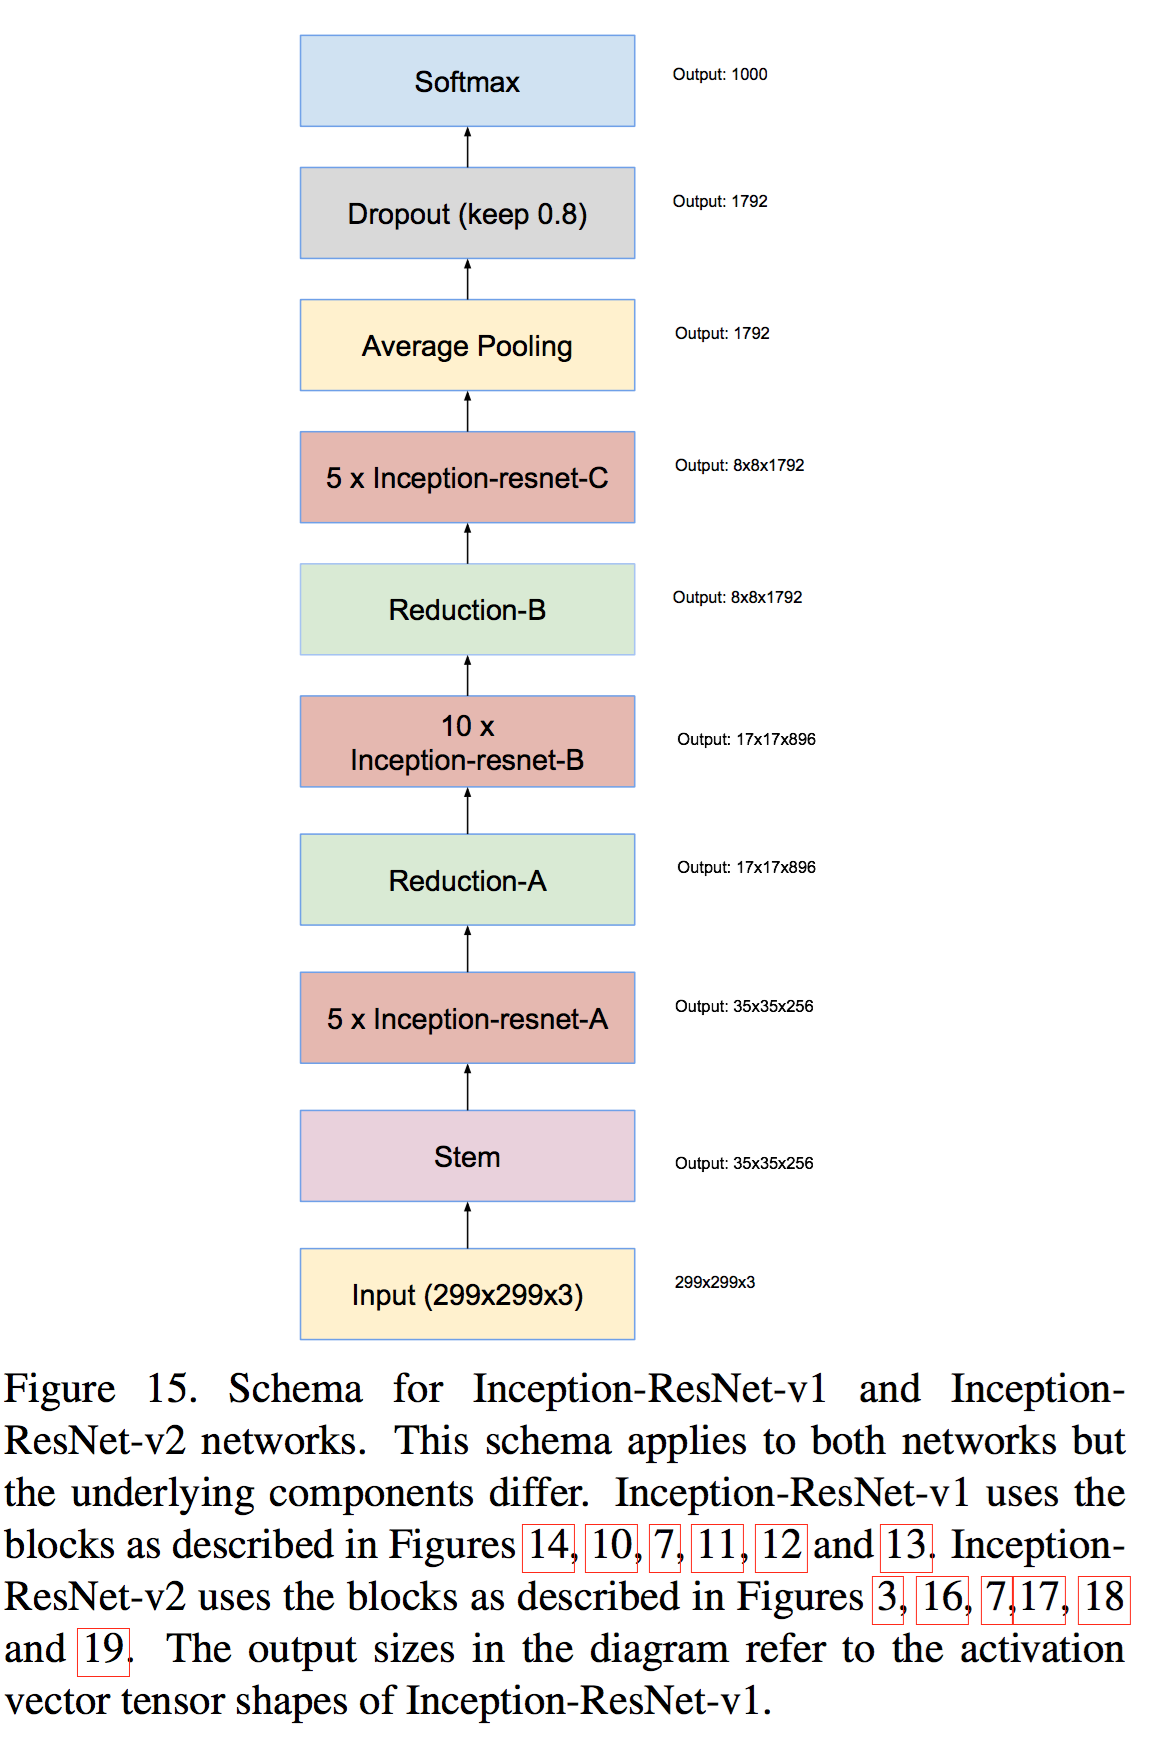 Softmax
Output: 1000
Dropout (keep 0.8)
Output: 1792
Average Pooling
Output: 1792
5 x Inception-resnet-C
Output: 8x8x1792
Reduction-B
Output: 8x8x1792
10 x
Inception-resnet-B
Output: 17x17x896
Reduction-A
Output: 17x17x896
5 x Inception-resnet-A
Output: 35x35x256
Stem
Output: 35x35x256
Input (299x299x3)
299x299x3
Figure 15. Schema for Inception-ResNet-v1 and Inception-
ResNet-v2 networks. This schema applies to both networks but
the underlying components differ. Inception-ResNet-v1 uses the
blocks as described in Figures 14, 10, 7, 11, 12 and 13. Inception-
ResNet-v2 uses the blocks as described in Figures 3, 16, 7,17, 18
and 19. The output sizes in the diagram refer to the activation
vector tensor shapes of Inception-ResNet-v1.